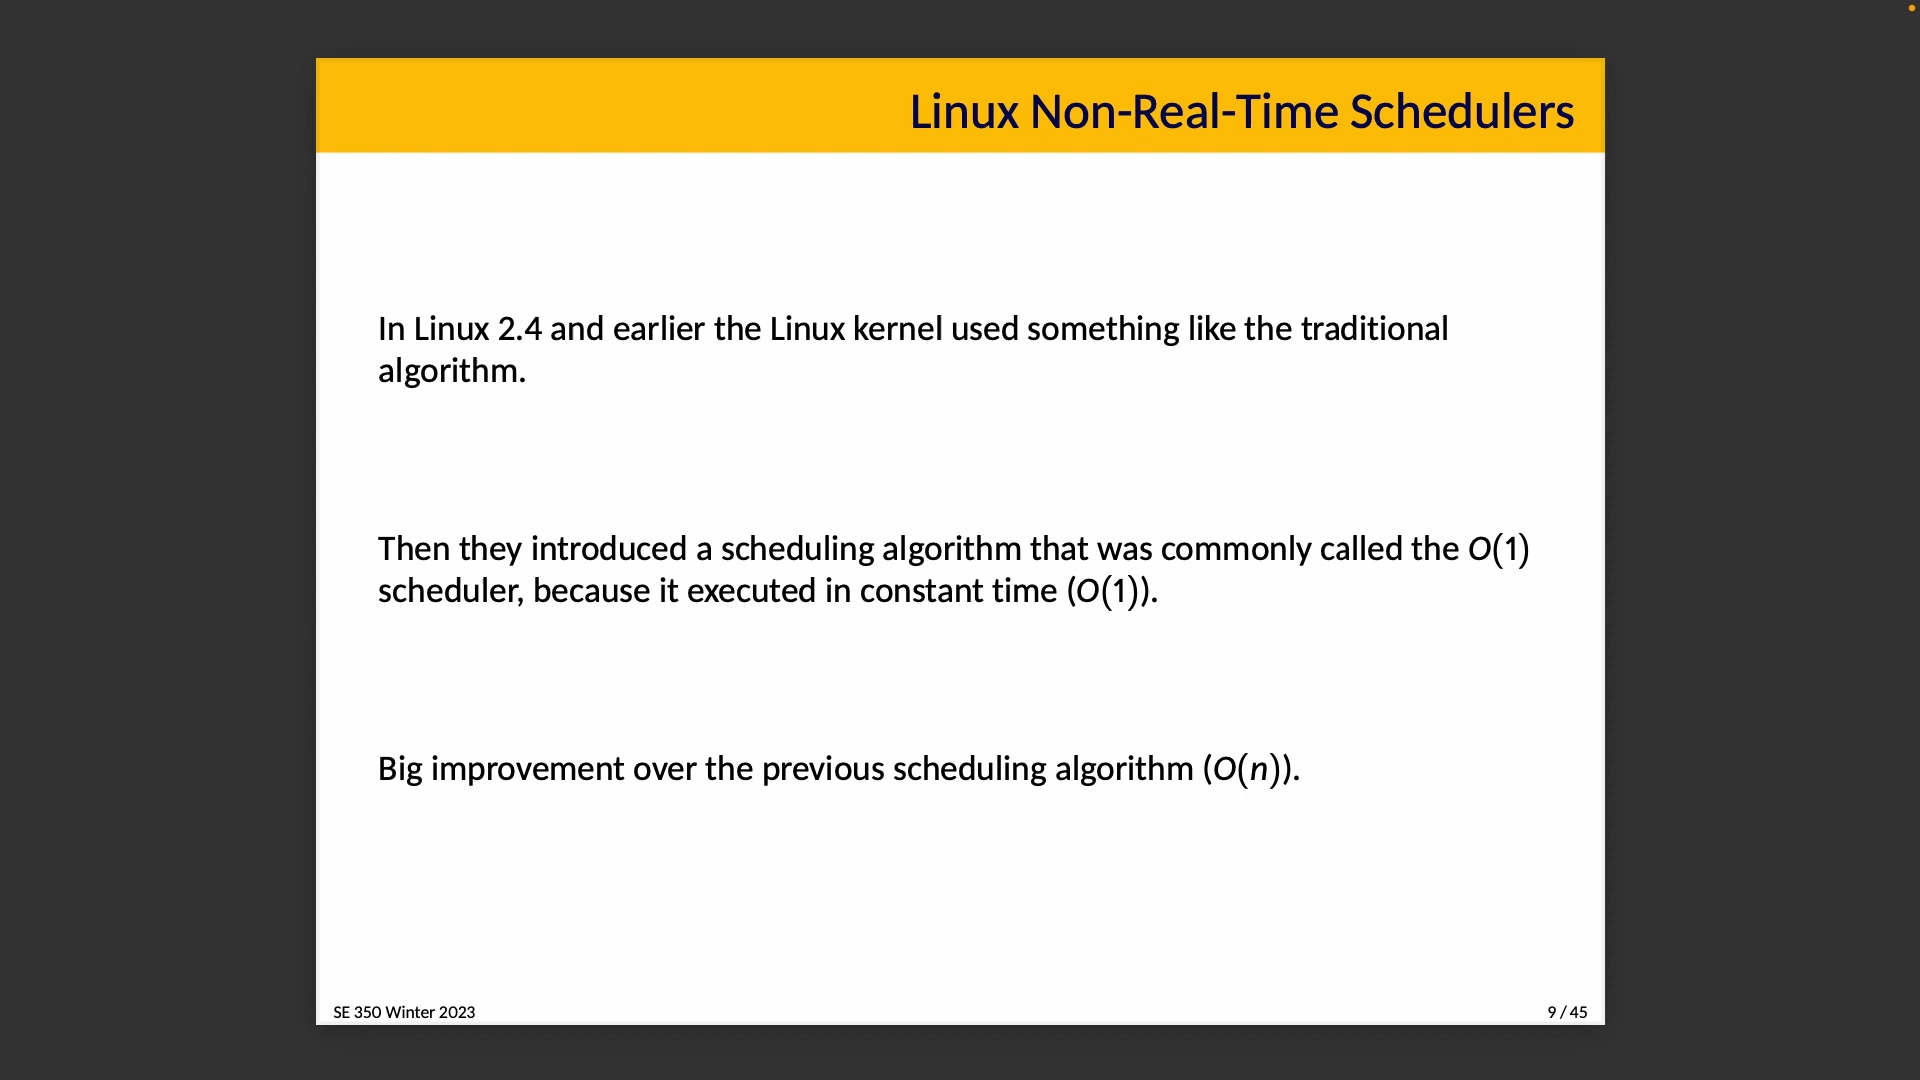 Linux Non-Real-Time Schedulers
In Linux 2.4 and earlier the Linux kernel used something like the traditional
algorithm.
Then they introduced a scheduling algorithm that was commonly called the O(1)
scheduler, because it executed in constant time (O(1)).
Big improvement over the previous scheduling algorithm (O(n)).
SE 350 Winter 2023
9 / 45